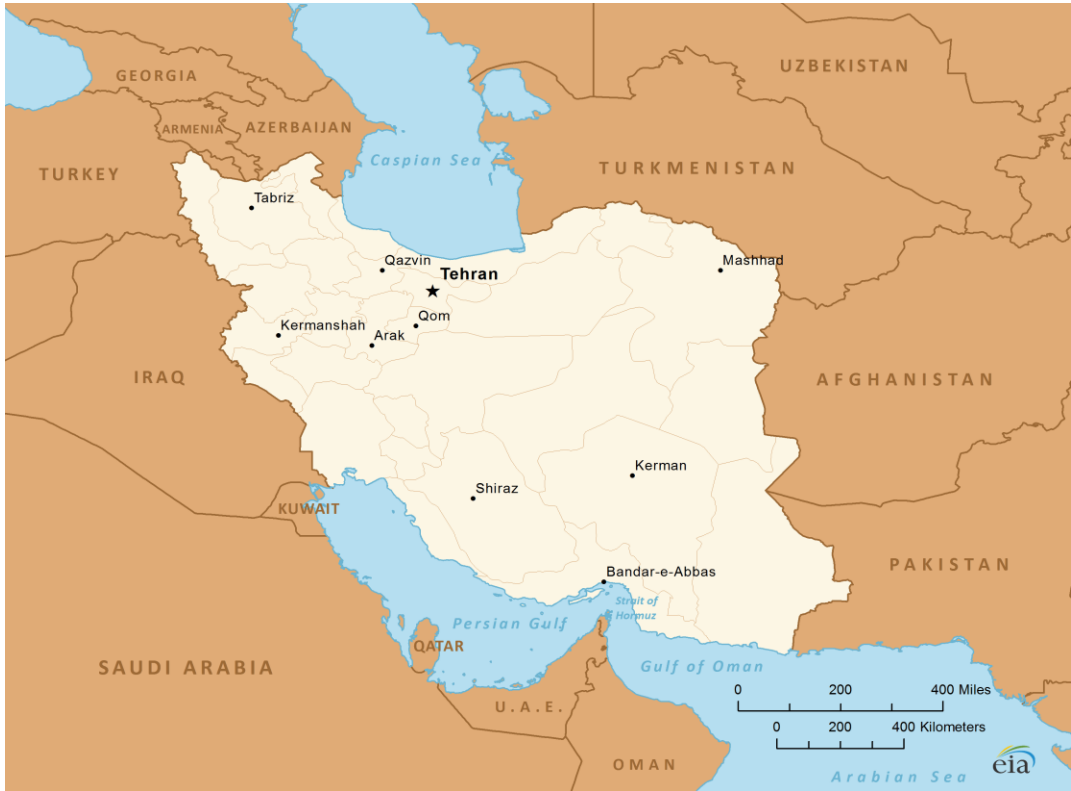 UZBEKISTAN
GEORGIA
ARMENIA
AZERBAIJAN
Caspian Sea
TURKEY
TURKMENISTAN
Tabriz
Qazvin
Tehran
Mashhad
Qom
Kermanshah
Arak
IRAQ
AFGHANISTAN
Kerman
Shiraz
KUWAIT
PAKISTAN
Bandar-e-Abbas
Strait of
Hormuz
Persian Gulf
QATAR
SAUDI ARABIA
Gulf of Oman
0 200 400 Miles
U.A.E.
0 200 400 Kilometers
OMAN
eia
Arabian Sea